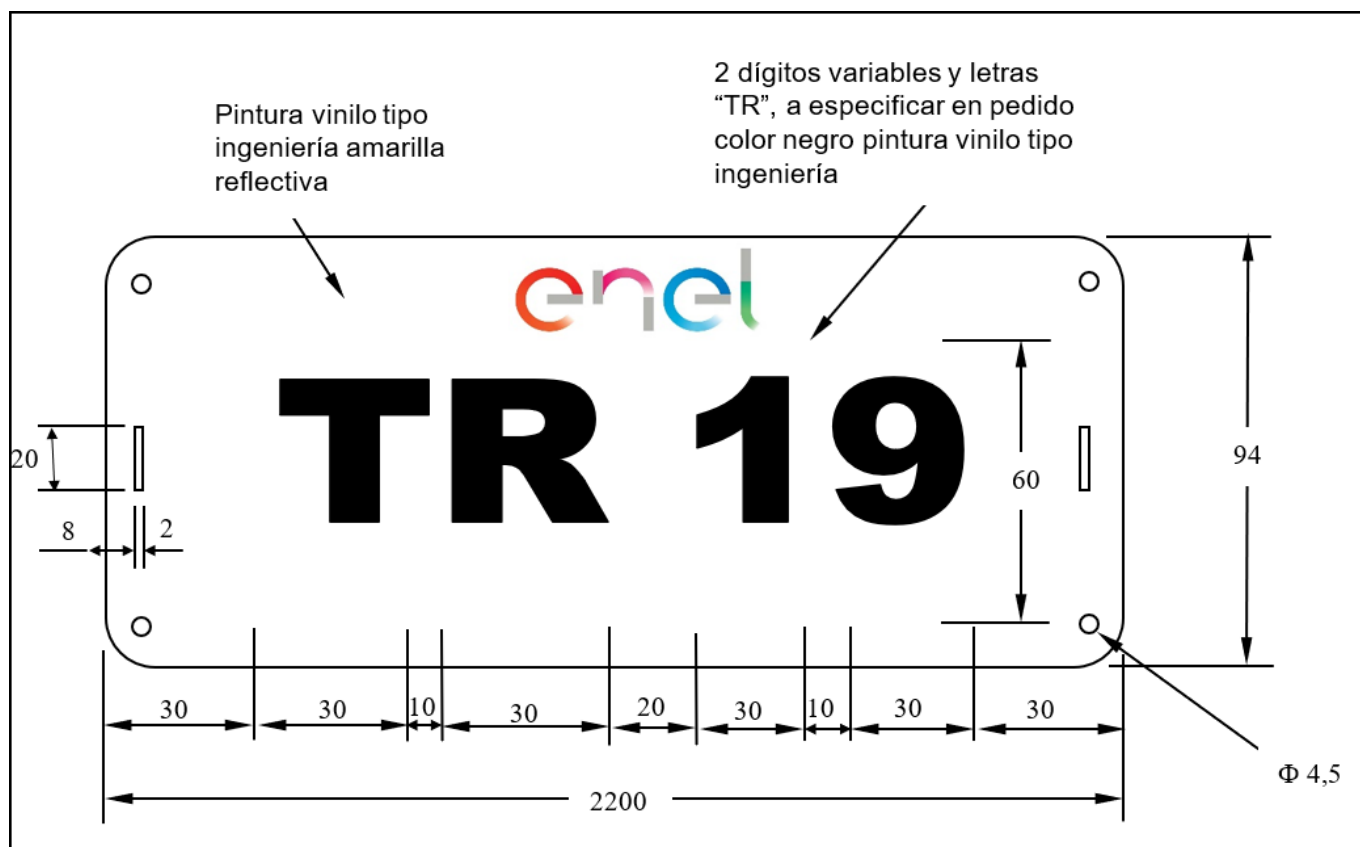 Pintura vinilo tipo
ingeniería amarilla
reflectiva
2 dígitos variables y letras
“TR”, a especificar en pedido
color negro pintura vinilo tipo
ingeniería
enel
TR 19
20
8
2
60
94
30
30
10
30
20
30
10
30
30
2200
Φ 4,5